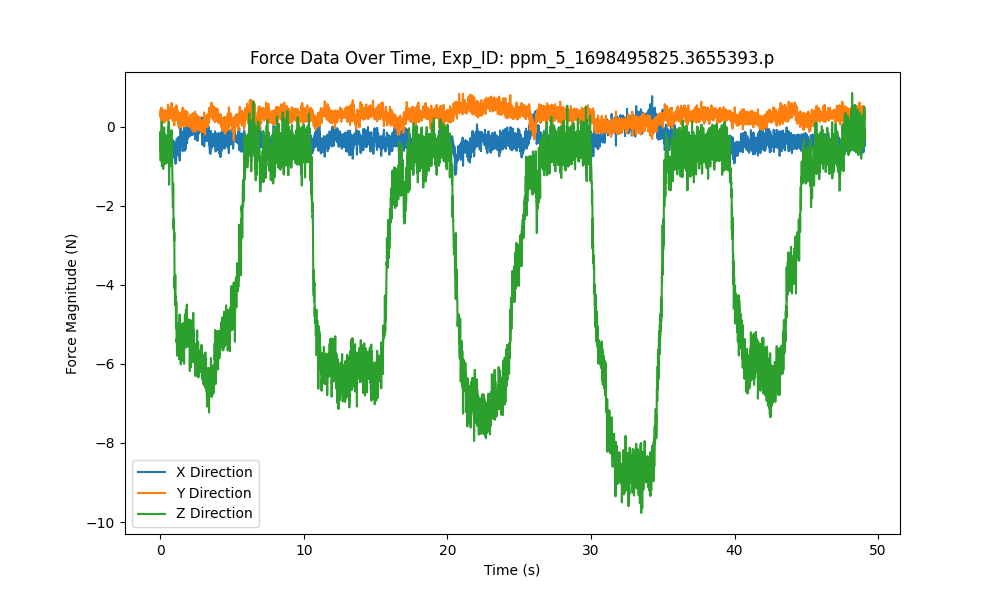 Force Data Over Time, Exp_ID: ppm_5_1698495825.3655393.p
Force Magnitude (N)
0
−2
−4
−6
−8
−10
X Direction
Y Direction
Z Direction
0 10 20 30 40 50
Time (s)